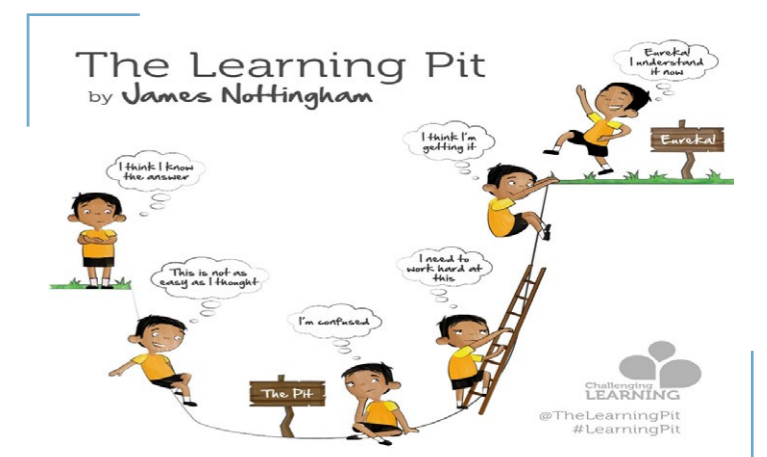 The Learning Pit
by James Nottingham
I think I know
the answer
This is not as
easy as I thought
The Pit
I'm confused
I need to
work hard at
this
I think I'm
getting it
Eureka!
I understand
it now
Eureka!
Challenging
LEARNING
@TheLearningPit
#LearningPit